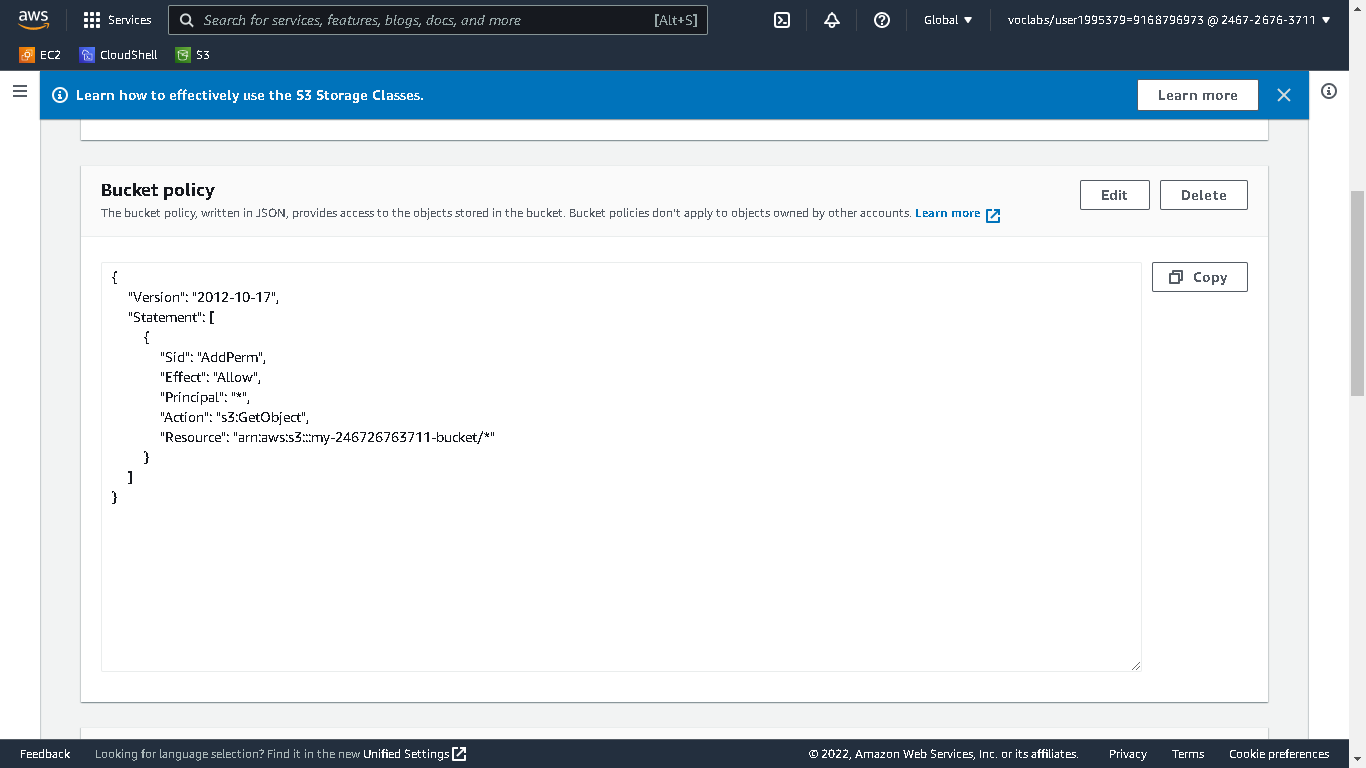 aws
Services
Search for services, features, blogs, docs, and more
[Alt+S]
Global ▼
voclabs/user1995379=9168796973 @ 2467-2676-3711 ▼
EC2
CloudShell
S3
Learn how to effectively use the S3 Storage Classes.
Learn more
Bucket policy
Edit
Delete
The bucket policy, written in JSON, provides access to the objects stored in the bucket. Bucket policies don't apply to objects owned by other accounts. Learn more
Copy
{
"Version": "2012-10-17",
"Statement": [
{
"Sid": "AddPerm",
"Effect": "Allow",
"Principal": "*",
"Action": "s3:GetObject",
"Resource": "arn:aws:s3:::my-246726763711-bucket/*"
}
]
}
Feedback
Looking for language selection? Find it in the new Unified Settings
© 2022, Amazon Web Services, Inc. or its affiliates.
Privacy
Terms
Cookie preferences